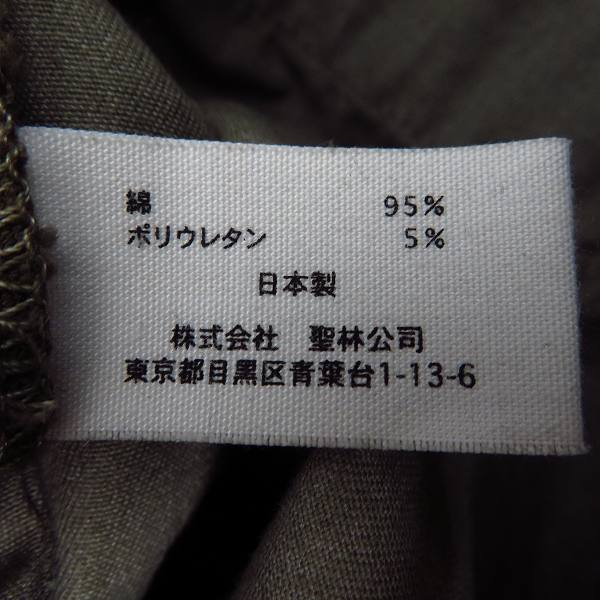 綿 95%
ポリウレタン 5%
日本製
株式会社 聖林公司
東京都目黒区青葉台1-13-6